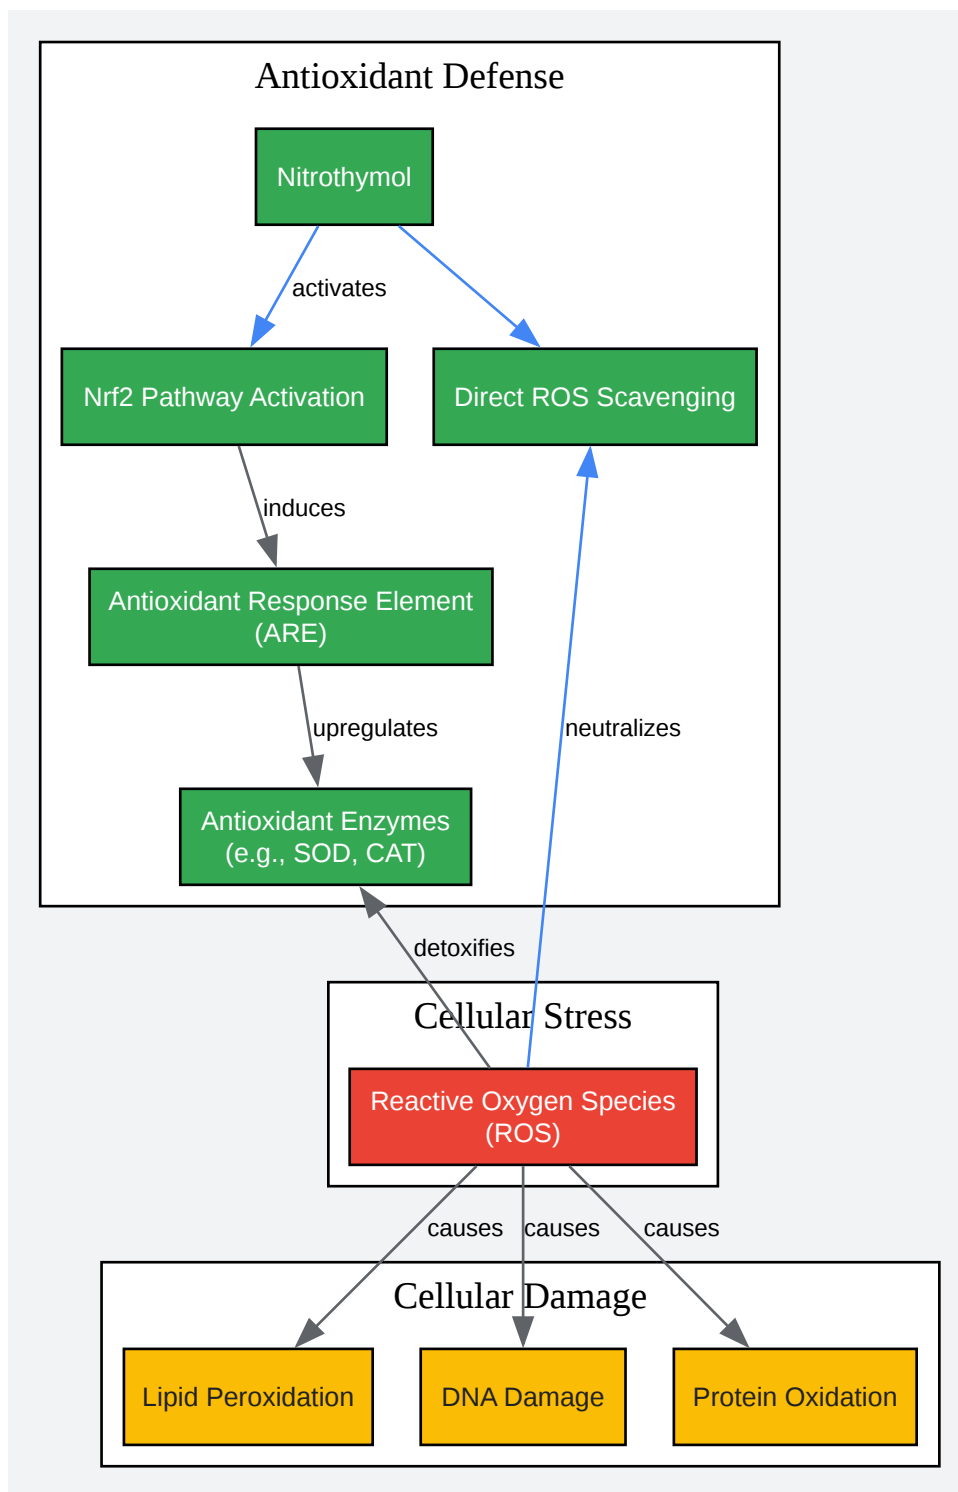 Antioxidant Defense
Nitrothymol
activates
Nrf2 Pathway Activation
Direct ROS Scavenging
induces
Antioxidant Response Element
(ARE)
upregulates
neutralizes
Antioxidant Enzymes
(e.g., SOD, CAT)
detoxifies
Cellular Stress
Reactive Oxygen Species
(ROS)
causes
causes
causes
Cellular Damage
Lipid Peroxidation
DNA Damage
Protein Oxidation